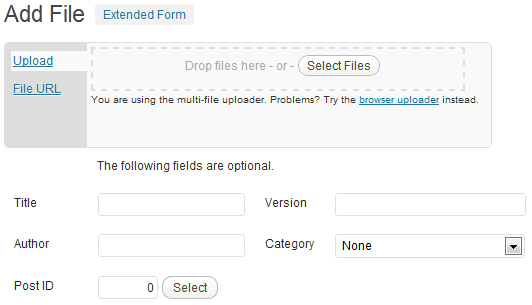 Add File Extended Form
Upload
Drop files here - or - Select Files
File URL
You are using the multi-file uploader. Problems? Try the browser uploader instead.
The following fields are optional.
Title Version
Author Category None
Post ID 0 Select